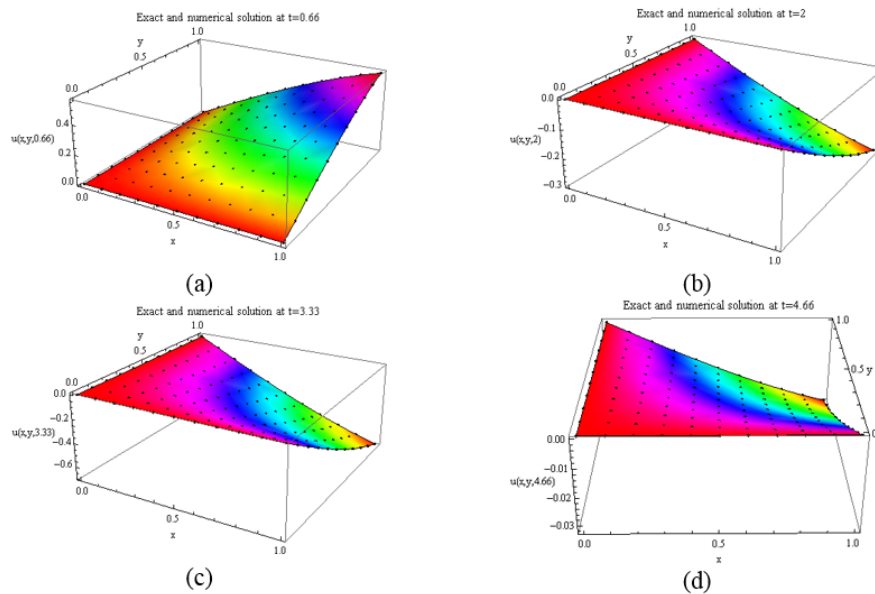 Exact and numerical solution at t=0.66
1.0
y
0.5
0.0
0.4
u(x,y,0.66)
0.2
0.0
0.0
0.5
x
1.0
(a)
Exact and numerical solution at t=2
1.0
y
0.5
0.0
0.0
-0.1
u(x,y,2)
-0.2
-0.3
0.0
0.5
x
1.0
(b)
Exact and numerical solution at t=3.33
1.0
y
0.5
0.0
0.0
-0.2
u(x,y,3.33)
-0.4
-0.6
0.0
0.5
x
1.0
(c)
Exact and numerical solution at t=4.66
1.0
0.5
y
0.00
-0.01
u(x,y,4.66)
-0.02
-0.03
0.0
0.5
1.0
x
(d)